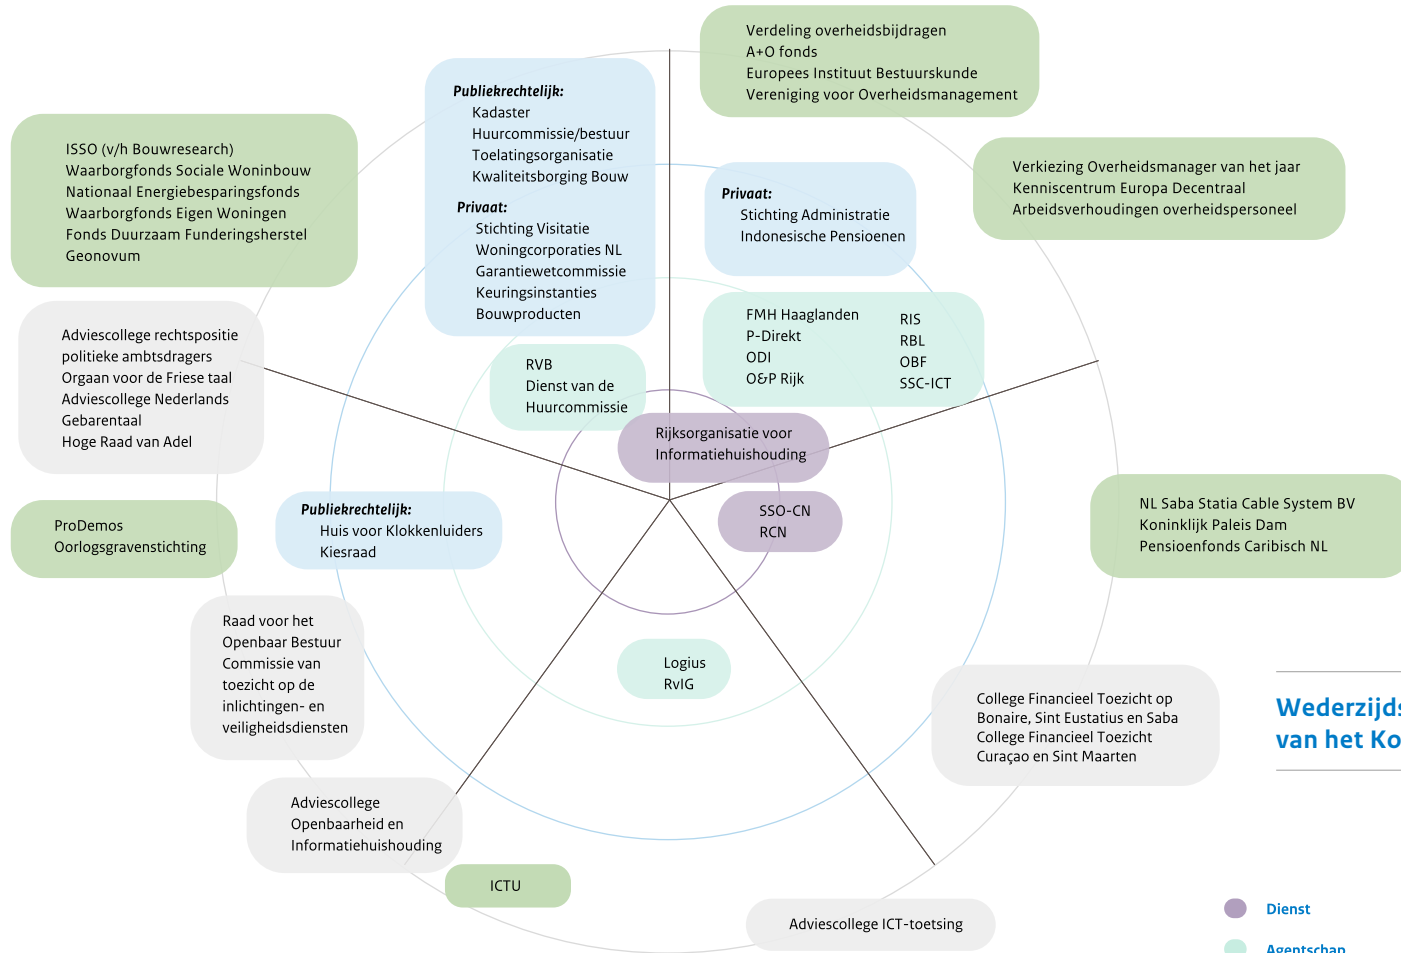 Verdeling overheidsbijdragen
A+O fonds
Europees Instituut Bestuurskunde
Vereniging voor Overheidsmanagement
Publiekrechtelijk:
Kadaster
Huurcommissie/bestuur
Toelatingsorganisatie
Kwaliteitsborging Bouw
Privaat:
Stichting Visitatie
Woningcorporaties NL
Garantiewetcommissie
Keuringsinstanties
Bouwproducten
ISSO (v/h Bouwresearch)
Waarborgfonds Sociale Woninbouw
Nationaal Energiebesparingsfonds
Waarborgfonds Eigen Woningen
Fonds Duurzaam Funderingsherstel
Geonovum
Verkiezing Overheidsmanager van het jaar
Kenniscentrum Europa Decentraal
Arbeidsverhoudingen overheidspersoneel
Privaat:
Stichting Administratie
Indonesische Pensioenen
Adviescollege rechtspositie
politieke ambtsdragers
Orgaan voor de Friese taal
Adviescollege Nederlands
Gebarentaal
Hoge Raad van Adel
RVB
Dienst van de
Huurcommissie
FMH Haaglanden
P-Direkt
ODI
O&P Rijk
RIS
RBL
OBF
SSC-ICT
Rijksorganisatie voor
Informatiehuishouding
SSO-CN
RCN
Publiekrechtelijk:
Huis voor Klokkenluiders
Kiesraad
ProDemos
Oorlogsgravenstichting
NL Saba Statia Cable System BV
Koninklijk Paleis Dam
Pensioenfonds Caribisch NL
Raad voor het
Openbaar Bestuur
Commissie van
toezicht op de
inlichtingen- en
veiligheidsdiensten
Logius
RvIG
College Financieel Toezicht op
Bonaire, Sint Eustatius en Saba
College Financieel Toezicht
Curaçao en Sint Maarten
Wederzijds
van het Ko
Adviescollege
Openbaarheid en
Informatiehuishouding
ICTU
Adviescollege ICT-toetsing
Dienst
Agentschap